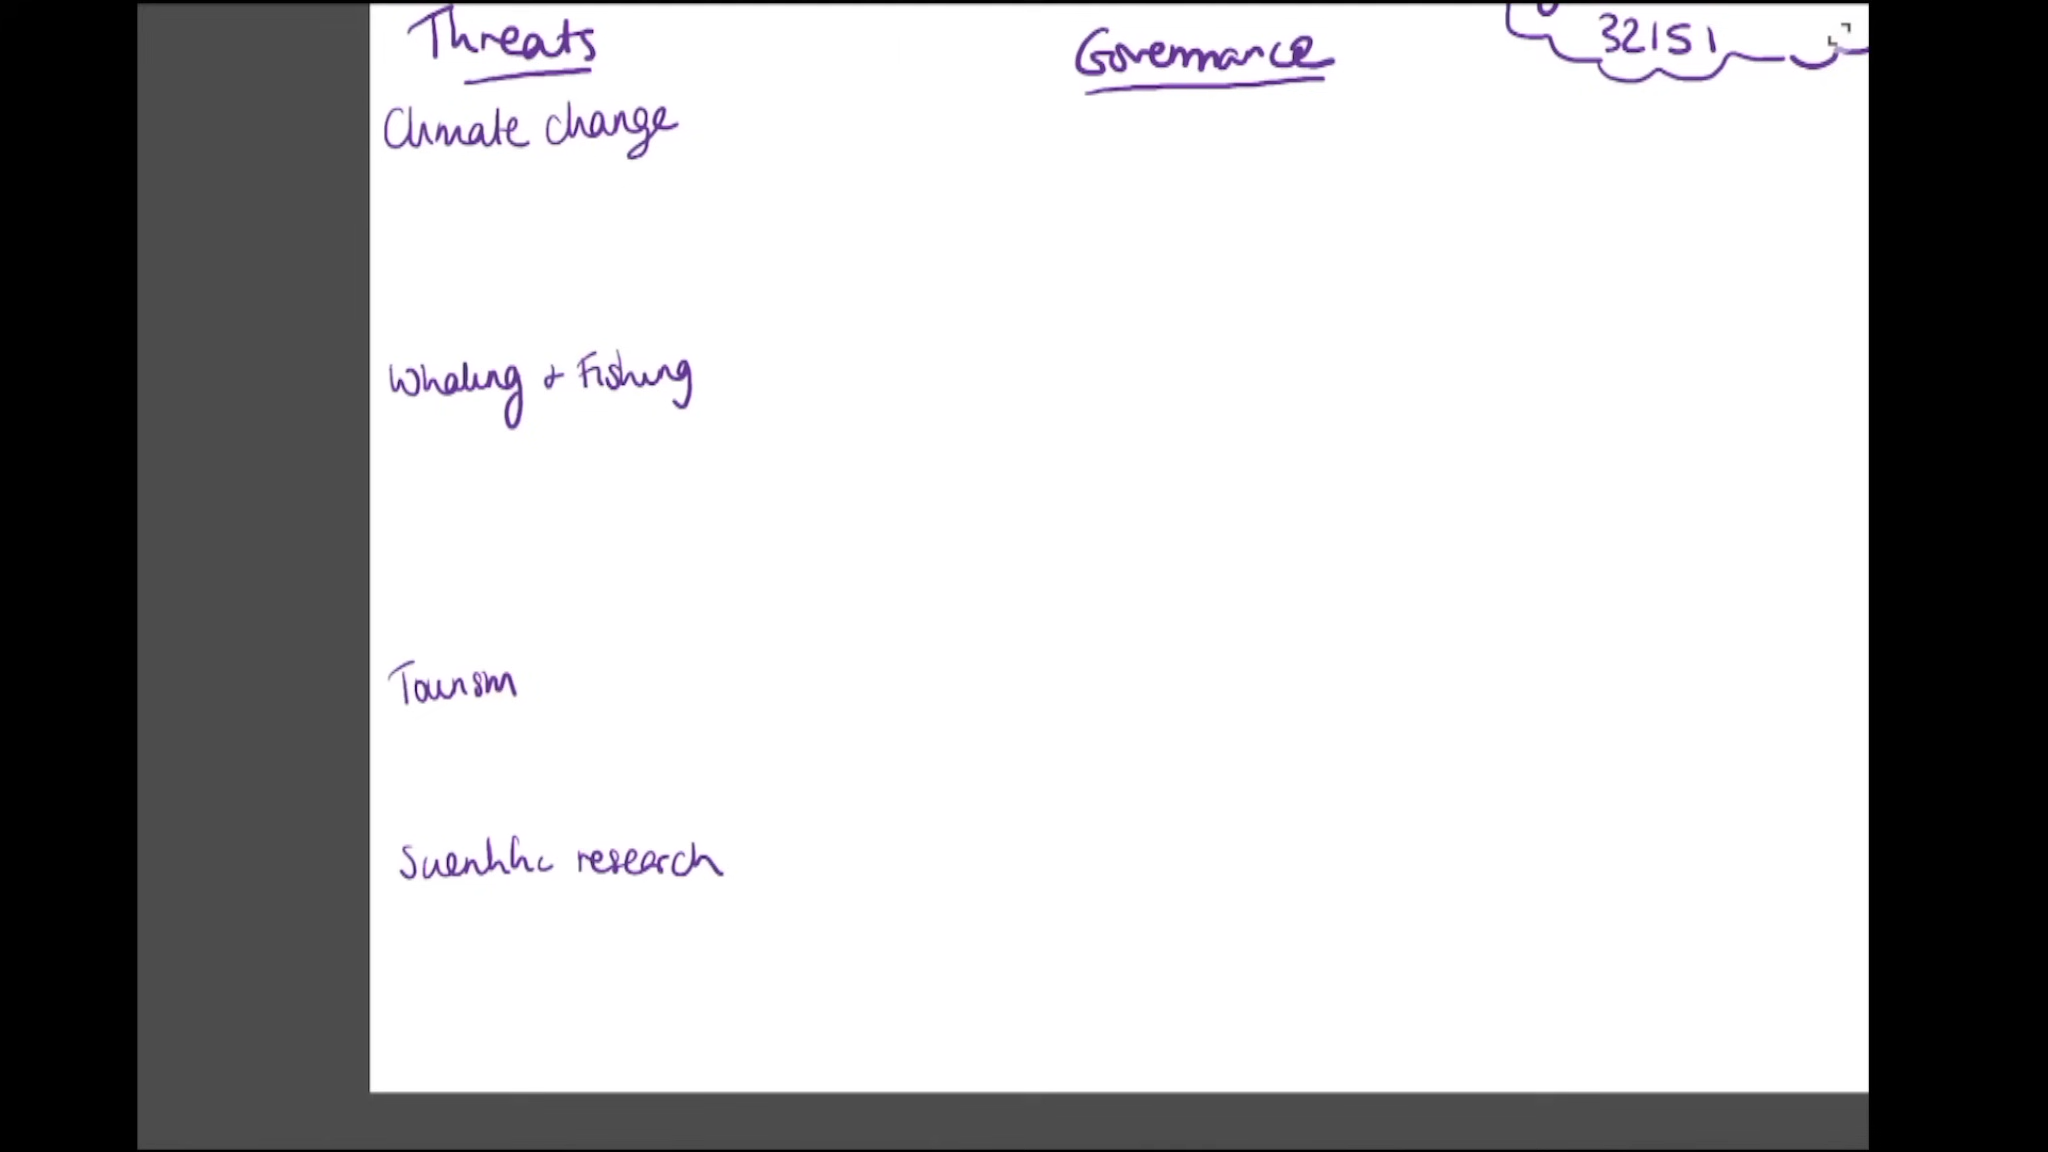 Threats
Governance
32151
Climate change
Whaling & Fishing
Tourism
Scientific research